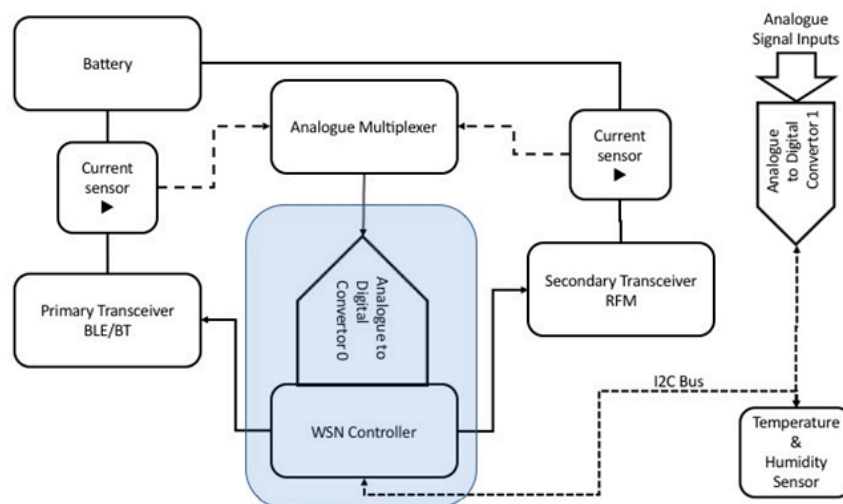 Analogue
Signal Inputs
Battery
Analogue Multiplexer
Current
sensor
Current
sensor
Analogue
to Digital
Convertor 1
Analogue to
Digital
Convertor 0
Primary Transceiver
BLE/BT
Secondary Transceiver
RFM
I2C Bus
WSN Controller
Temperature
&
Humidity
Sensor